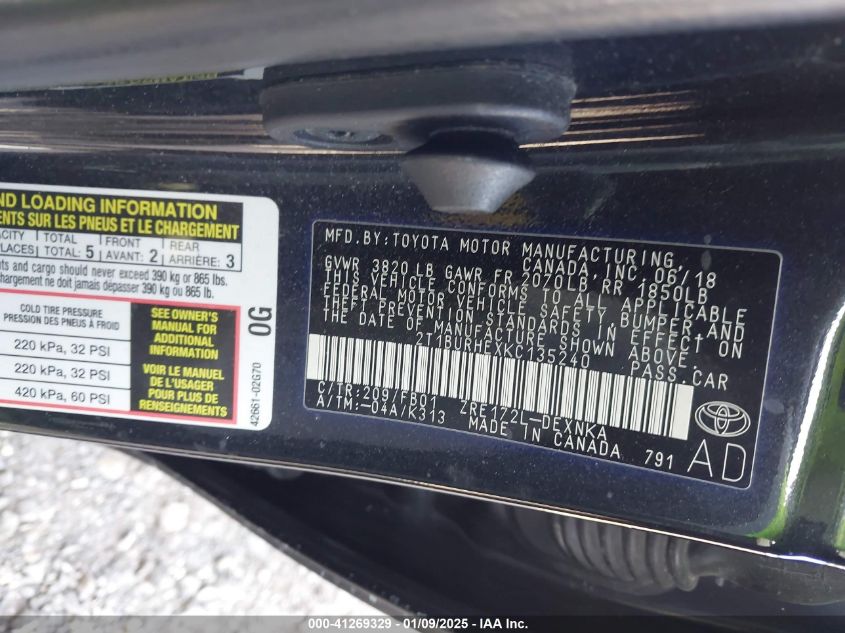 ND LOADING INFORMATION
ENTS SUR LES PNEUS ET LE CHARGEMENT
ACITY TOTAL FRONT REAR
PLACES TOTAL: 5 AVANT: 2 ARRIÈRE: 3
nts and cargo should never exceed 390 kg or 865 lbs.
chargement ne doit jamais dépasser 390 kg ou 865 lb.
COLD TIRE PRESSURE
PRESSION DES PNEUS À FROID
220 kPa, 32 PSI
220 kPa, 32 PSI
420 kPa, 60 PSI
SEE OWNER'S
MANUAL FOR
ADDITIONAL
INFORMATION
VOIR LE MANUEL
DE L'USAGER
POUR PLUS DE
RENSEIGNEMENTS
0G
42661-02G70
MFD.BY:TOYOTA MOTOR MANUFACTURING
CANADA, INC. 06/18
GVWR 3820 LB GAWR FR 2020LB RR 1850LB
THIS VEHICLE CONFORMS TO ALL APPLICABLE
FEDERAL MOTOR VEHICLE SAFETY BUMPER, AND
THEFT PREVENTION STANDARDS IN EFFECT ON
THE DATE OF MANUFACTURE SHOWN ABOVE.
2T1BURHEXKC135240 PASS.CAR
C/TR:209/FB01 ZRE172L-DEXNKA
A/TM:-04A/K313 MADE IN CANADA 791
AD
TOYOTA
000-41269329 - 01/09/2025 - IAA Inc.